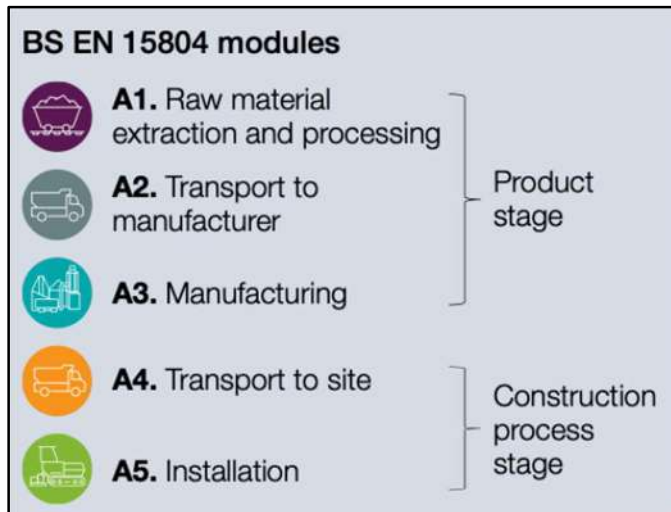 BS EN 15804 modules
A1. Raw material
extraction and processing
A2. Transport to
manufacturer
A3. Manufacturing
Product
stage
A4. Transport to site
A5. Installation
Construction
process
stage